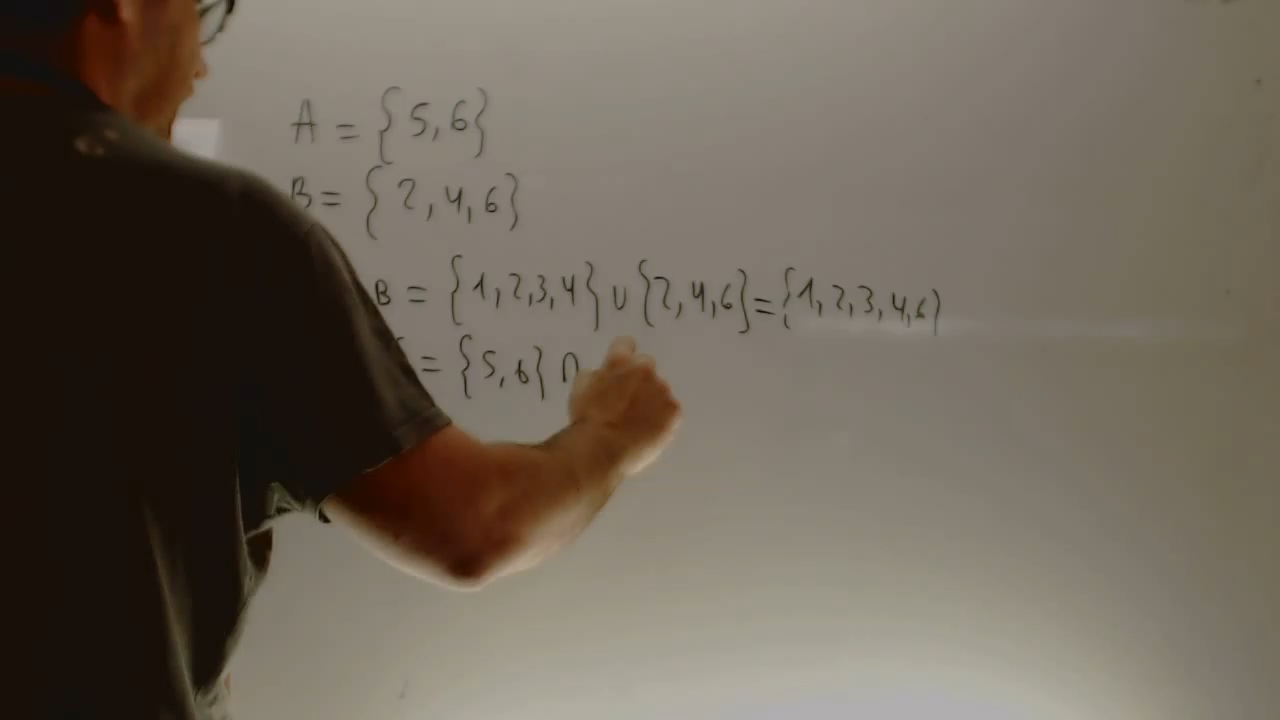 A = {5,6}
B = {2,4,6}
B = {1,2,3,4} ∪ {2,4,6} = {1,2,3,4,6}
= {5,6} ∩